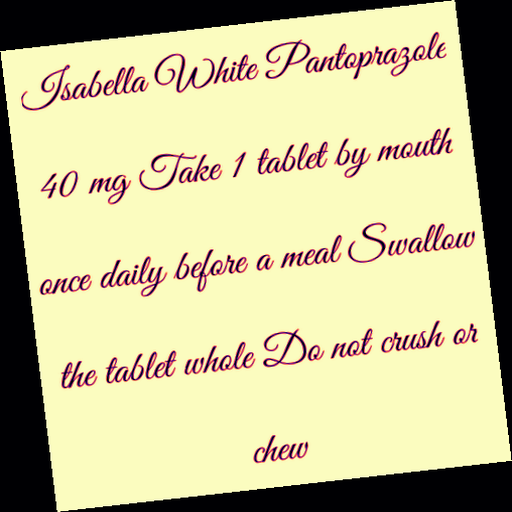 Isabella White Pantoprazole
40 mg Take 1 tablet by mouth
once daily before a meal Swallow
the tablet whole Do not crush or
chew